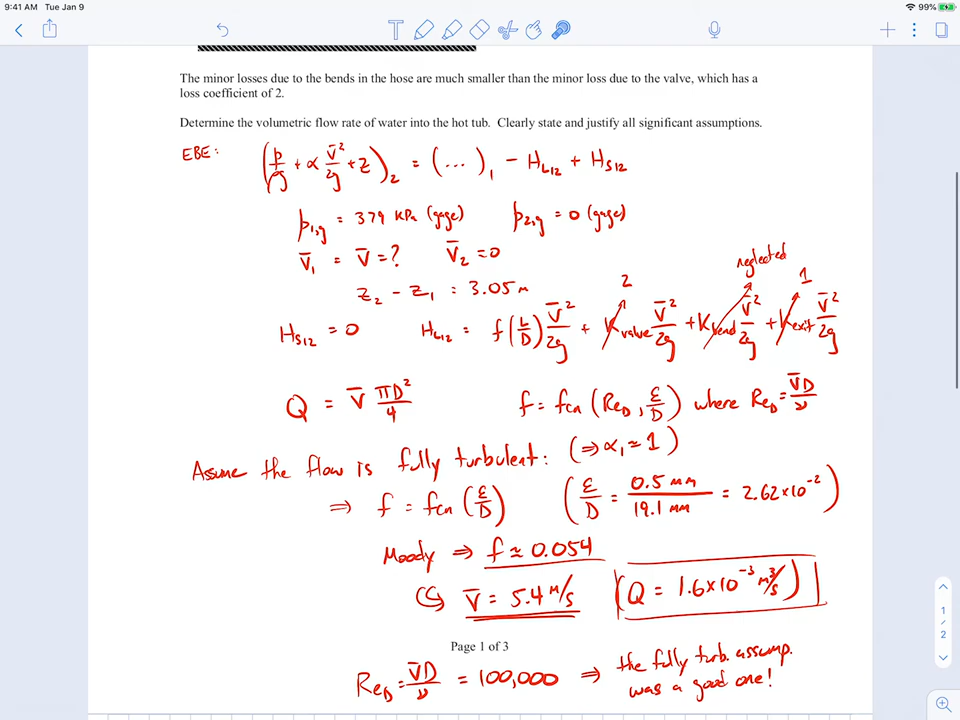 9:41 AM Tue Jan 9
99%
The minor losses due to the bends in the hose are much smaller than the minor loss due to the valve, which has a
loss coefficient of 2.
Determine the volumetric flow rate of water into the hot tub. Clearly state and justify all significant assumptions.
EBE: (p/ρg + α V̄²/2g + z)₂ = (...)₁ - H_L12 + H_S12
p_1,g = 379 kPa (gage) p_2,g = 0 (gage)
V̄₁ = V̄ = ? V̄₂ = 0
neglected
z₂ - z₁ = 3.05 m 2 1
H_S12 = 0 H_L12 = f(L/D) V̄²/2g + K_valve V̄²/2g + K_bend V̄²/2g + K_exit V̄²/2g
Q = V̄ πD²/4 f = fcn (Re_D, ε/D) where Re_D = V̄D/ν
Assume the flow is fully turbulent: (⇒ α₁ ≈ 1)
⇒ f = fcn (ε/D) (ε/D = 0.5 mm / 19.1 mm = 2.62×10⁻²)
Moody ⇒ f ≈ 0.054
V̄ = 5.4 m/s (Q = 1.6×10⁻³ m³/s)
Page 1 of 3
Re_D = V̄D/ν = 100,000 ⇒ the fully turb. assump.
was a good one!
1
2